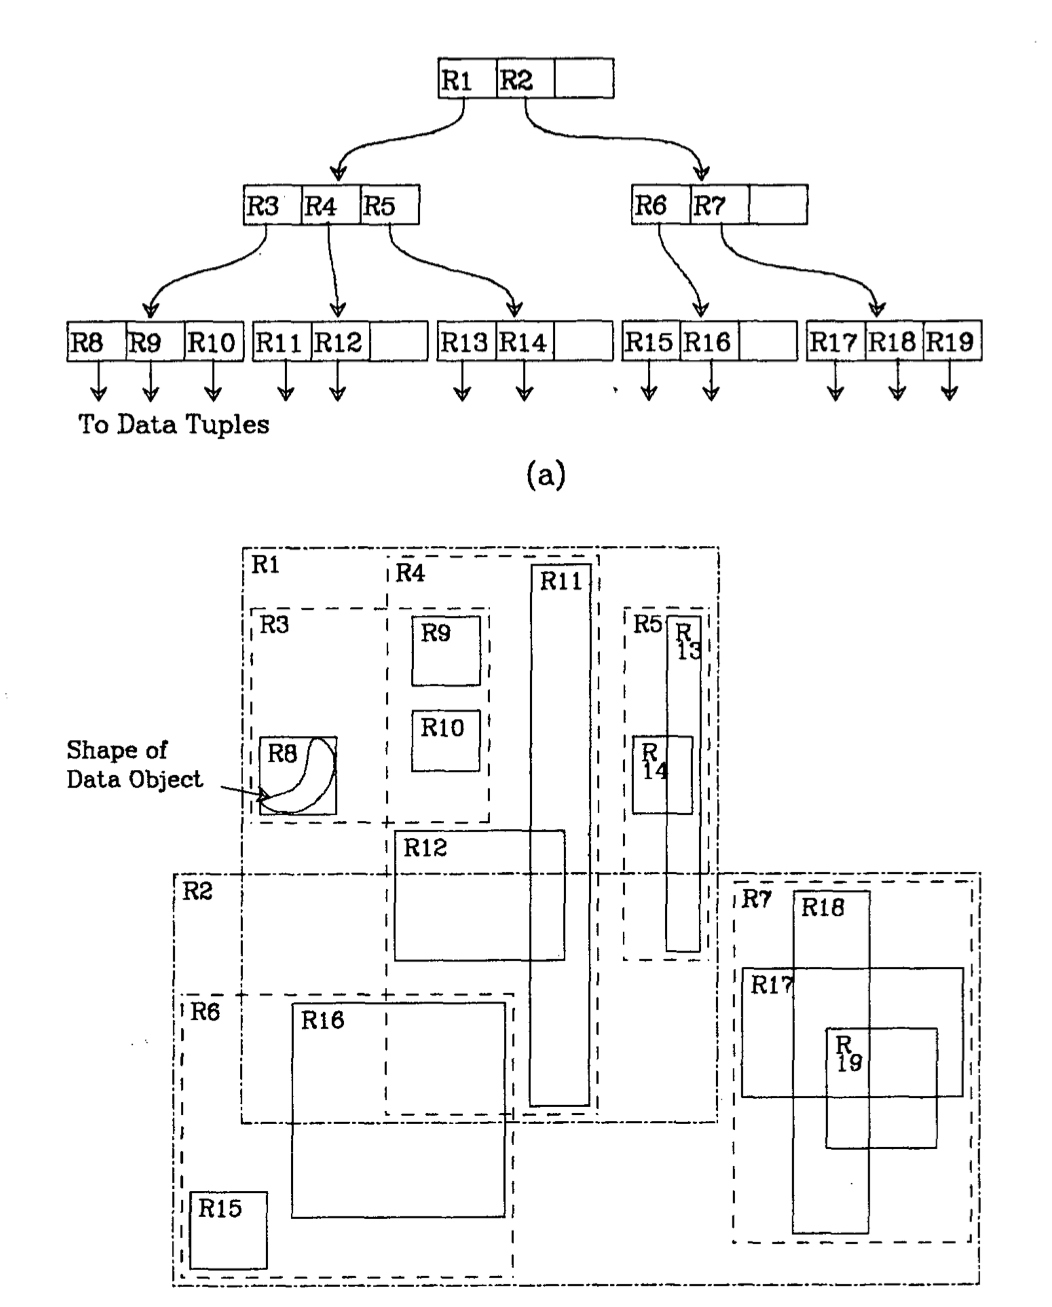 R1 R2
R3 R4 R5
R6 R7
R8 R9 R10
R11 R12
R13 R14
R15 R16
R17 R18 R19
To Data Tuples
(a)
R1
R4
R11
R3
R9
R5
R
13
R10
R8
R
14
Shape of
Data Object
R12
R2
R7
R18
R17
R6
R16
R
19
R15